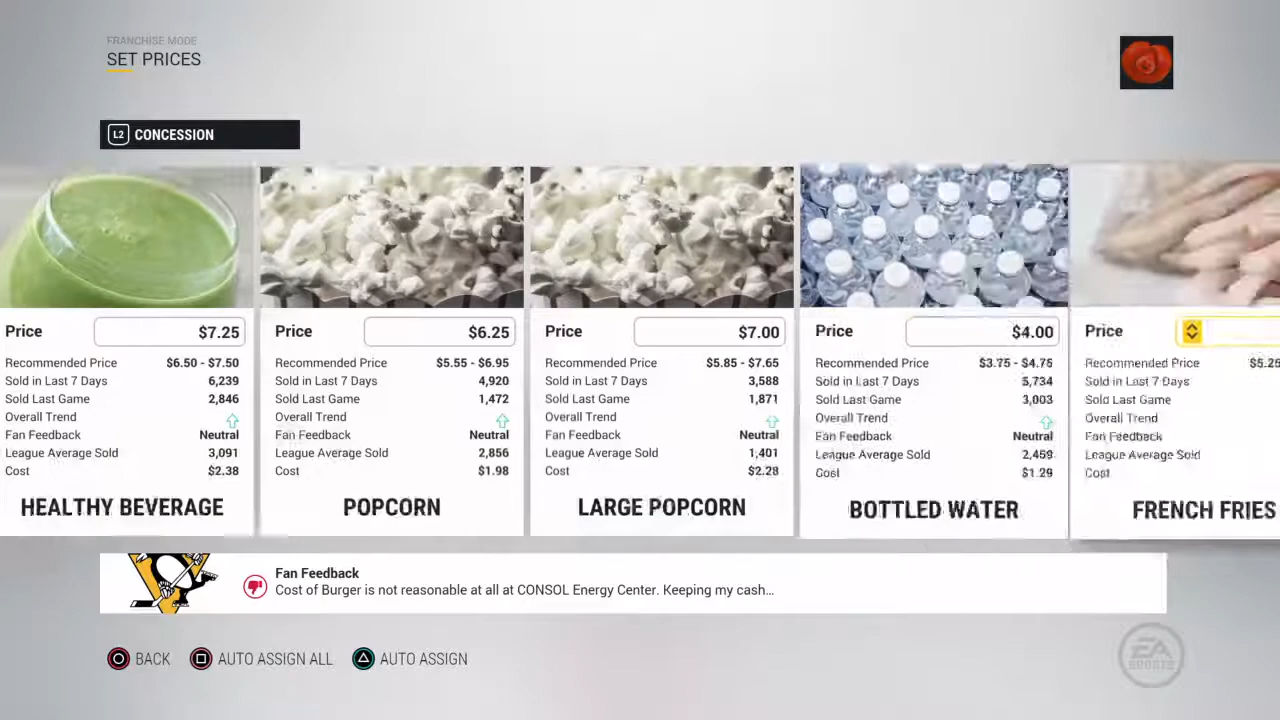 FRANCHISE MODE
SET PRICES
L2 CONCESSION
Price $7.25
Recommended Price $6.50 - $7.50
Sold in Last 7 Days 6,239
Sold Last Game 2,846
Overall Trend
Fan Feedback Neutral
League Average Sold 3,091
Cost $2.38
HEALTHY BEVERAGE
Price $6.25
Recommended Price $5.55 - $6.95
Sold in Last 7 Days 4,920
Sold Last Game 1,472
Overall Trend
Fan Feedback Neutral
League Average Sold 2,856
Cost $1.98
POPCORN
Price $7.00
Recommended Price $5.85 - $7.65
Sold in Last 7 Days 3,588
Sold Last Game 1,871
Overall Trend
Fan Feedback Neutral
League Average Sold 1,401
Cost $2.28
LARGE POPCORN
Price $4.00
Recommended Price $3.75 - $4.75
Sold in Last 7 Days 5,734
Sold Last Game 3,003
Overall Trend
Fan Feedback Neutral
League Average Sold 2,459
Cost $1.29
BOTTLED WATER
Price
Recommended Price $5.25
Sold in Last 7 Days
Sold Last Game
Overall Trend
Fan Feedback
League Average Sold
Cost
FRENCH FRIES
Fan Feedback
Cost of Burger is not reasonable at all at CONSOL Energy Center. Keeping my cash...
BACK AUTO ASSIGN ALL AUTO ASSIGN
EA SPORTS